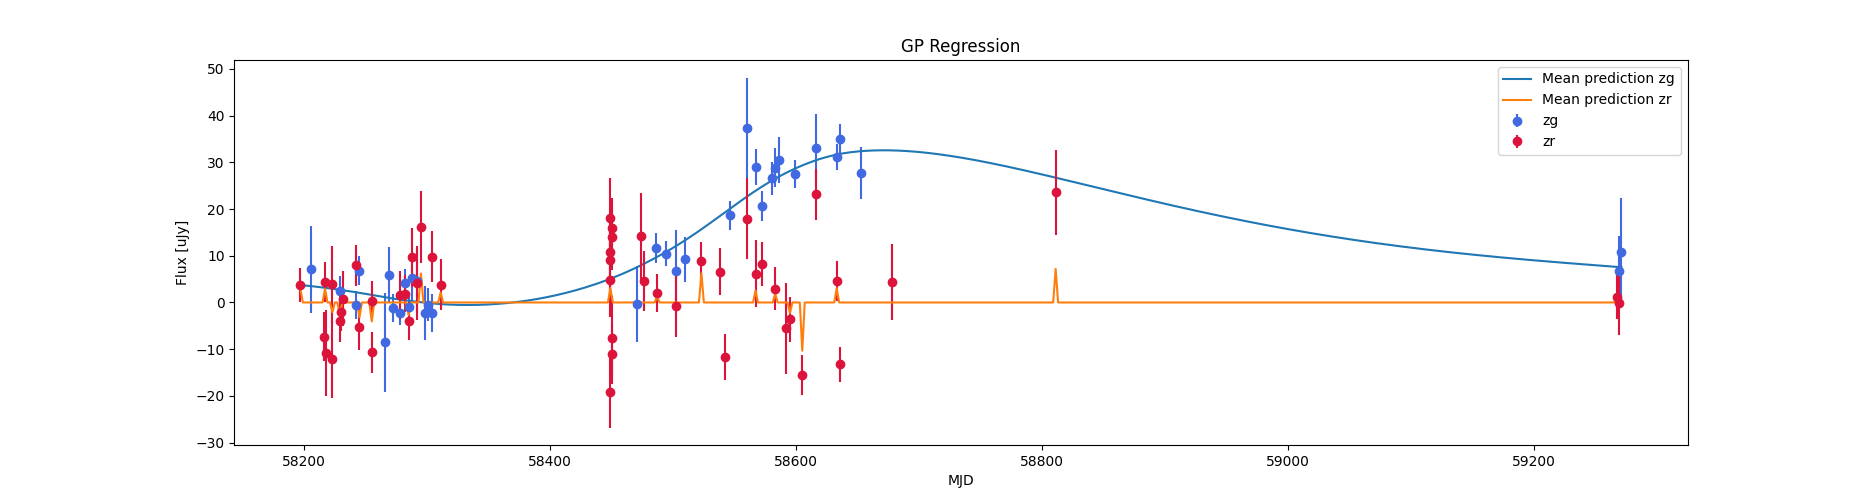 GP Regression
Mean prediction zg
Mean prediction zr
zg
zr
Flux [uJy]
50
40
30
20
10
0
−10
−20
−30
58200
58400
58600
58800
59000
59200
MJD